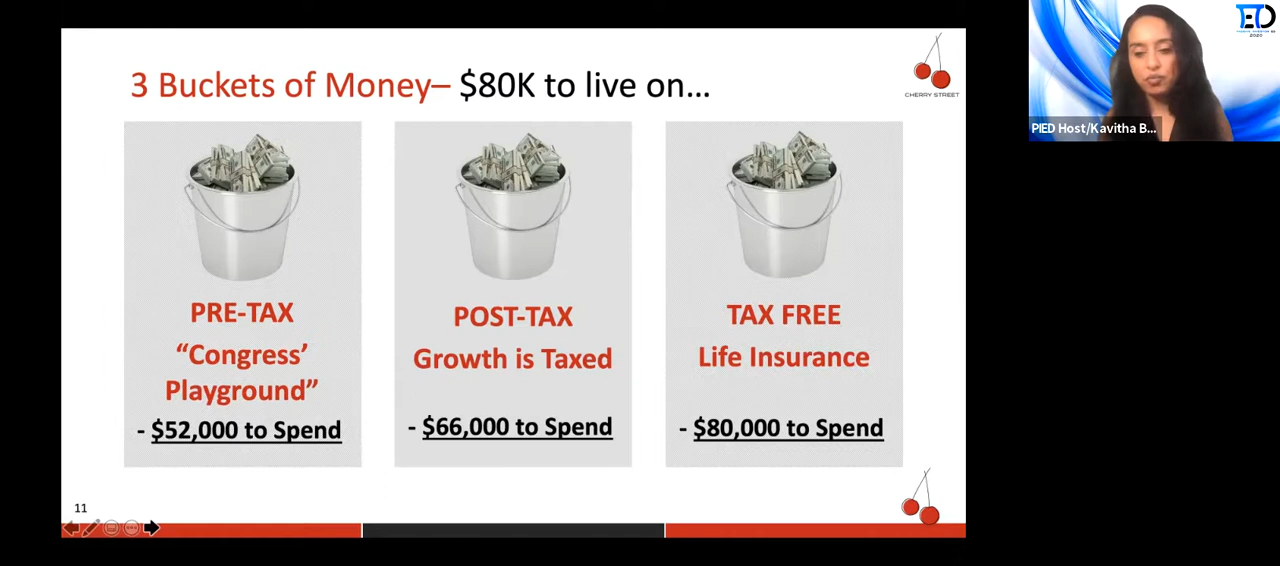 3 Buckets of Money– $80K to live on…
CHERRY STREET
PRE-TAX
“Congress’
Playground”
- $52,000 to Spend
POST-TAX
Growth is Taxed
- $66,000 to Spend
TAX FREE
Life Insurance
- $80,000 to Spend
11
PIED Host/Kavitha B...
2020